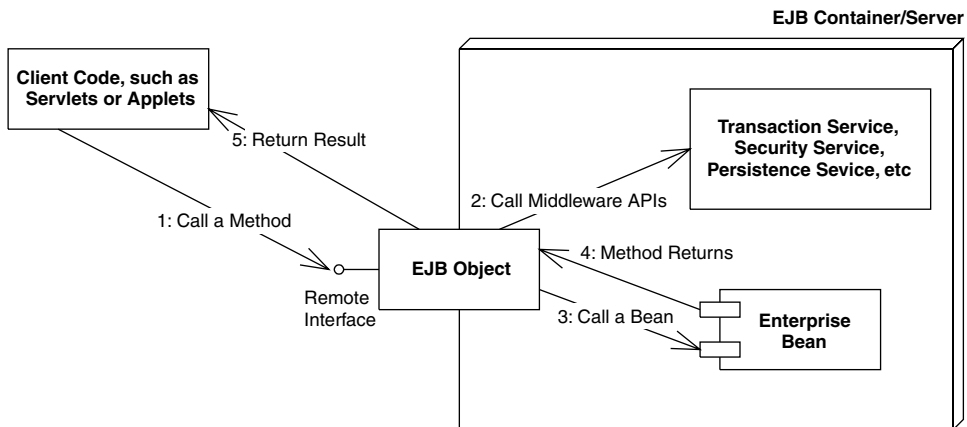 EJB Container/Server
Client Code, such as
Servlets or Applets
Transaction Service,
Security Service,
Persistence Sevice, etc
5: Return Result
2: Call Middleware APIs
1: Call a Method
EJB Object
4: Method Returns
Remote
Interface
3: Call a Bean
Enterprise
Bean